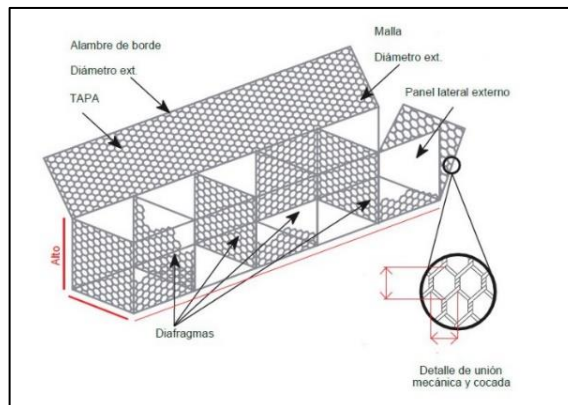 Alambre de borde
Diámetro ext.
TAPA
Malla
Diámetro ext.
Panel lateral externo
Alto
Diafragmas
Detalle de unión
mecánica y cocada